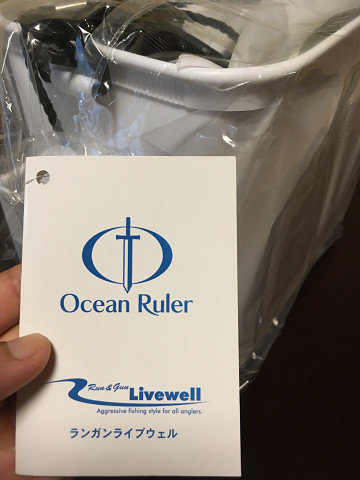 Ocean Ruler
Run & Gun
Livewell
Aggressive fishing style for all anglers.
ランガンライブウェル